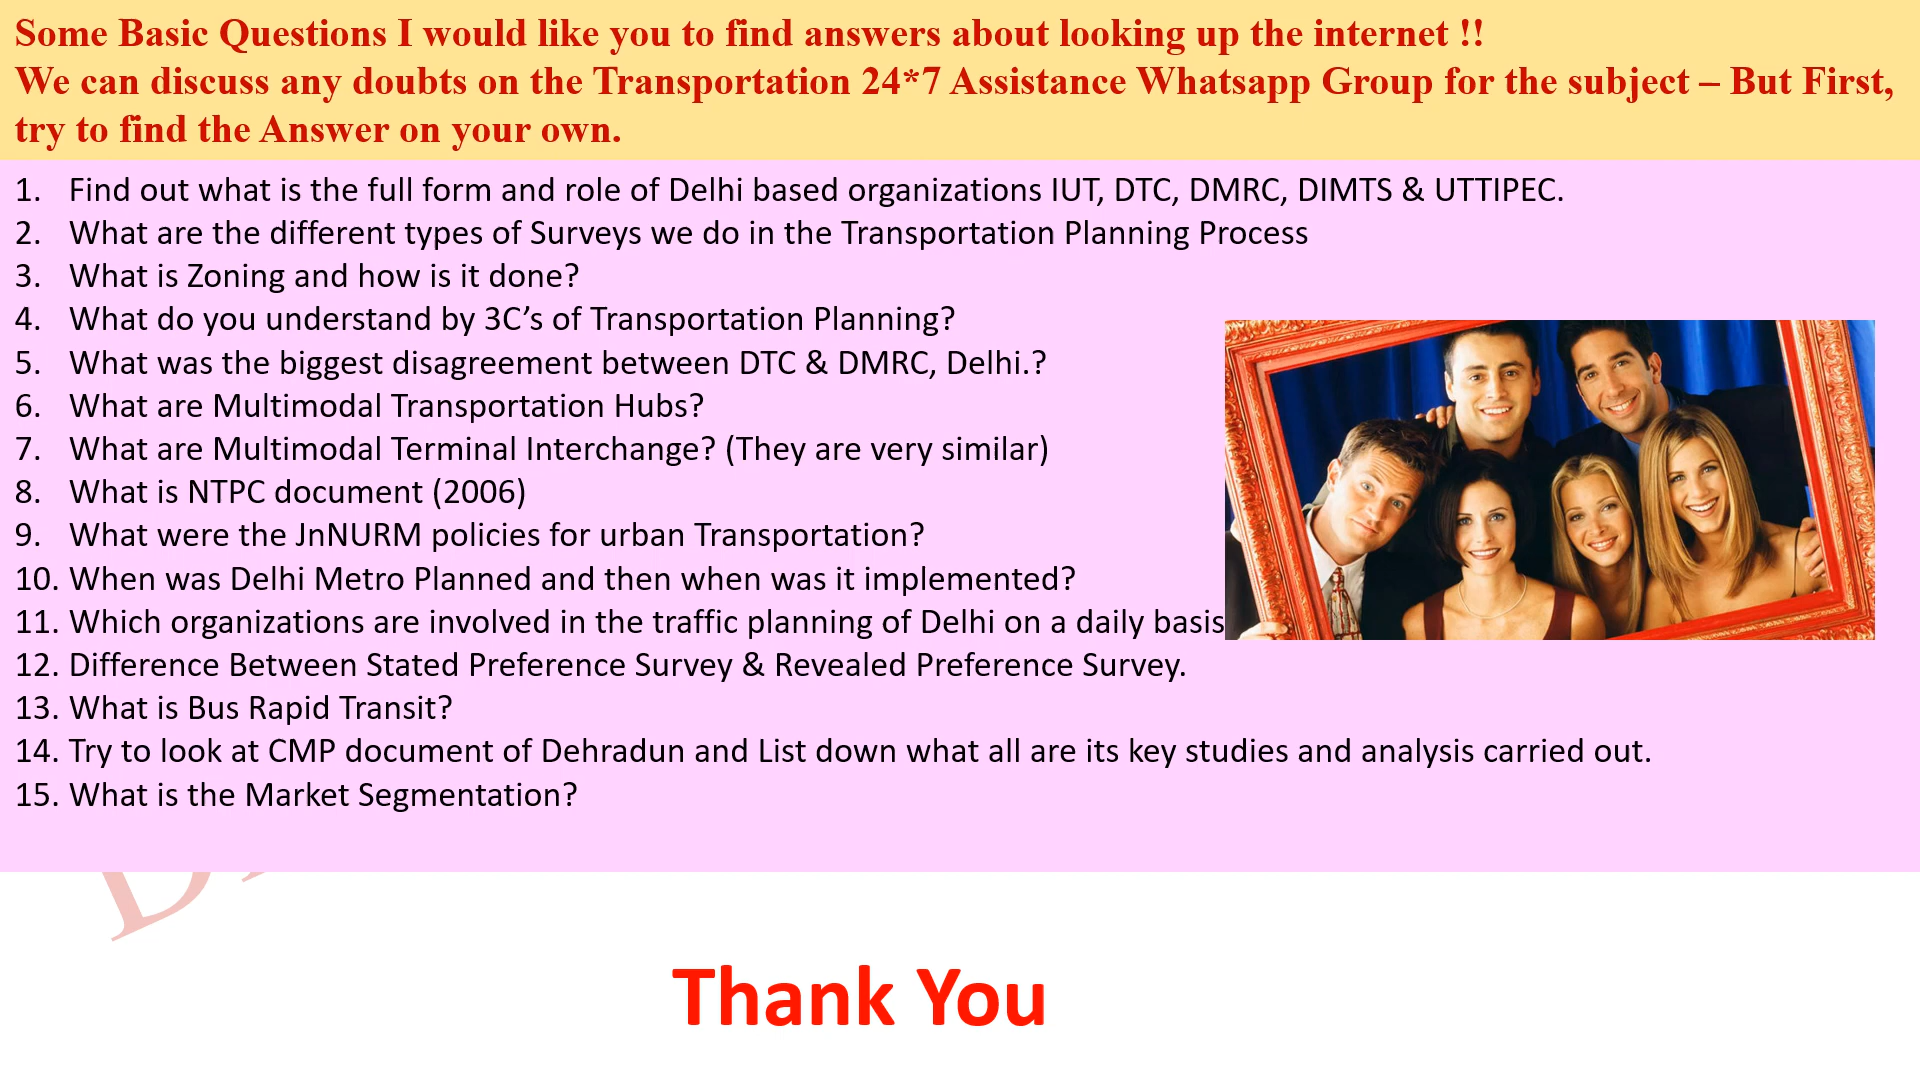 Some Basic Questions I would like you to find answers about looking up the internet !!
We can discuss any doubts on the Transportation 24*7 Assistance Whatsapp Group for the subject – But First,
try to find the Answer on your own.
1. Find out what is the full form and role of Delhi based organizations IUT, DTC, DMRC, DIMTS & UTTIPEC.
2. What are the different types of Surveys we do in the Transportation Planning Process
3. What is Zoning and how is it done?
4. What do you understand by 3C’s of Transportation Planning?
5. What was the biggest disagreement between DTC & DMRC, Delhi.?
6. What are Multimodal Transportation Hubs?
7. What are Multimodal Terminal Interchange? (They are very similar)
8. What is NTPC document (2006)
9. What were the JnNURM policies for urban Transportation?
10. When was Delhi Metro Planned and then when was it implemented?
11. Which organizations are involved in the traffic planning of Delhi on a daily basis
12. Difference Between Stated Preference Survey & Revealed Preference Survey.
13. What is Bus Rapid Transit?
14. Try to look at CMP document of Dehradun and List down what all are its key studies and analysis carried out.
15. What is the Market Segmentation?
Thank You